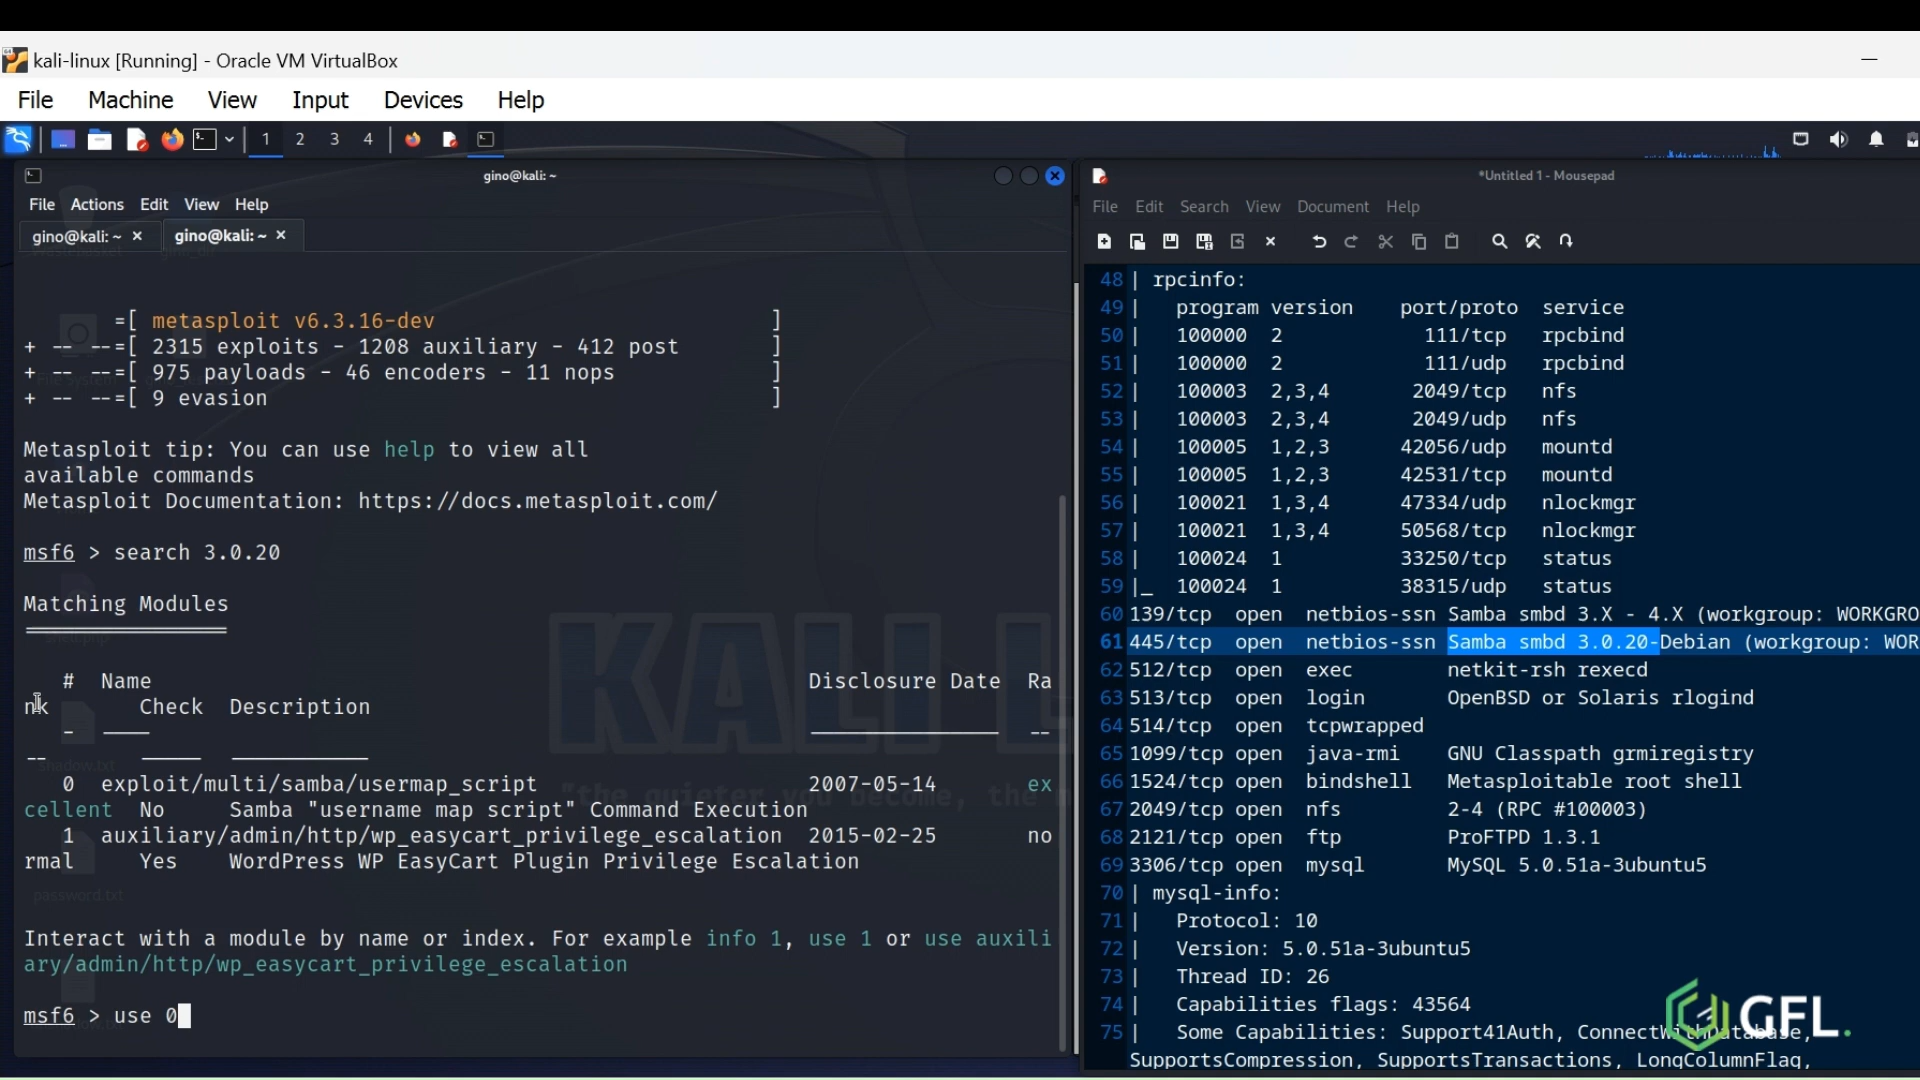 kali-linux [Running] - Oracle VM VirtualBox
File Machine View Input Devices Help
1 2 3 4
gino@kali: ~
File Actions Edit View Help
gino@kali: ~ × gino@kali: ~ ×
=[ metasploit v6.3.16-dev ]
+ -- --=[ 2315 exploits - 1208 auxiliary - 412 post ]
+ -- --=[ 975 payloads - 46 encoders - 11 nops ]
+ -- --=[ 9 evasion ]
Metasploit tip: You can use help to view all
available commands
Metasploit Documentation: https://docs.metasploit.com/
msf6 > search 3.0.20
Matching Modules
# Name Disclosure Date Ra
nk Check Description
- ---- --------------- --
-- ----- -----------
0 exploit/multi/samba/usermap_script 2007-05-14 ex
cellent No Samba "username map script" Command Execution
1 auxiliary/admin/http/wp_easycart_privilege_escalation 2015-02-25 no
rmal Yes WordPress WP EasyCart Plugin Privilege Escalation
Interact with a module by name or index. For example info 1, use 1 or use auxili
ary/admin/http/wp_easycart_privilege_escalation
msf6 > use 0
KALI L
"the quieter you become, the m
File System
shadow.txt
password.txt
*Untitled 1 - Mousepad
File Edit Search View Document Help
48 | rpcinfo:
49 | program version port/proto service
50 | 100000 2 111/tcp rpcbind
51 | 100000 2 111/udp rpcbind
52 | 100003 2,3,4 2049/tcp nfs
53 | 100003 2,3,4 2049/udp nfs
54 | 100005 1,2,3 42056/udp mountd
55 | 100005 1,2,3 42531/tcp mountd
56 | 100021 1,3,4 47334/udp nlockmgr
57 | 100021 1,3,4 50568/tcp nlockmgr
58 | 100024 1 33250/tcp status
59 |_ 100024 1 38315/udp status
60 139/tcp open netbios-ssn Samba smbd 3.X - 4.X (workgroup: WORKGRO
61 445/tcp open netbios-ssn Samba smbd 3.0.20-Debian (workgroup: WOR
62 512/tcp open exec netkit-rsh rexecd
63 513/tcp open login OpenBSD or Solaris rlogind
64 514/tcp open tcpwrapped
65 1099/tcp open java-rmi GNU Classpath grmiregistry
66 1524/tcp open bindshell Metasploitable root shell
67 2049/tcp open nfs 2-4 (RPC #100003)
68 2121/tcp open ftp ProFTPD 1.3.1
69 3306/tcp open mysql MySQL 5.0.51a-3ubuntu5
70 | mysql-info:
71 | Protocol: 10
72 | Version: 5.0.51a-3ubuntu5
73 | Thread ID: 26
74 | Capabilities flags: 43564
75 | Some Capabilities: Support41Auth, ConnectWithDatabase,
SupportsCompression, SupportsTransactions, LongColumnFlag,
GFL.